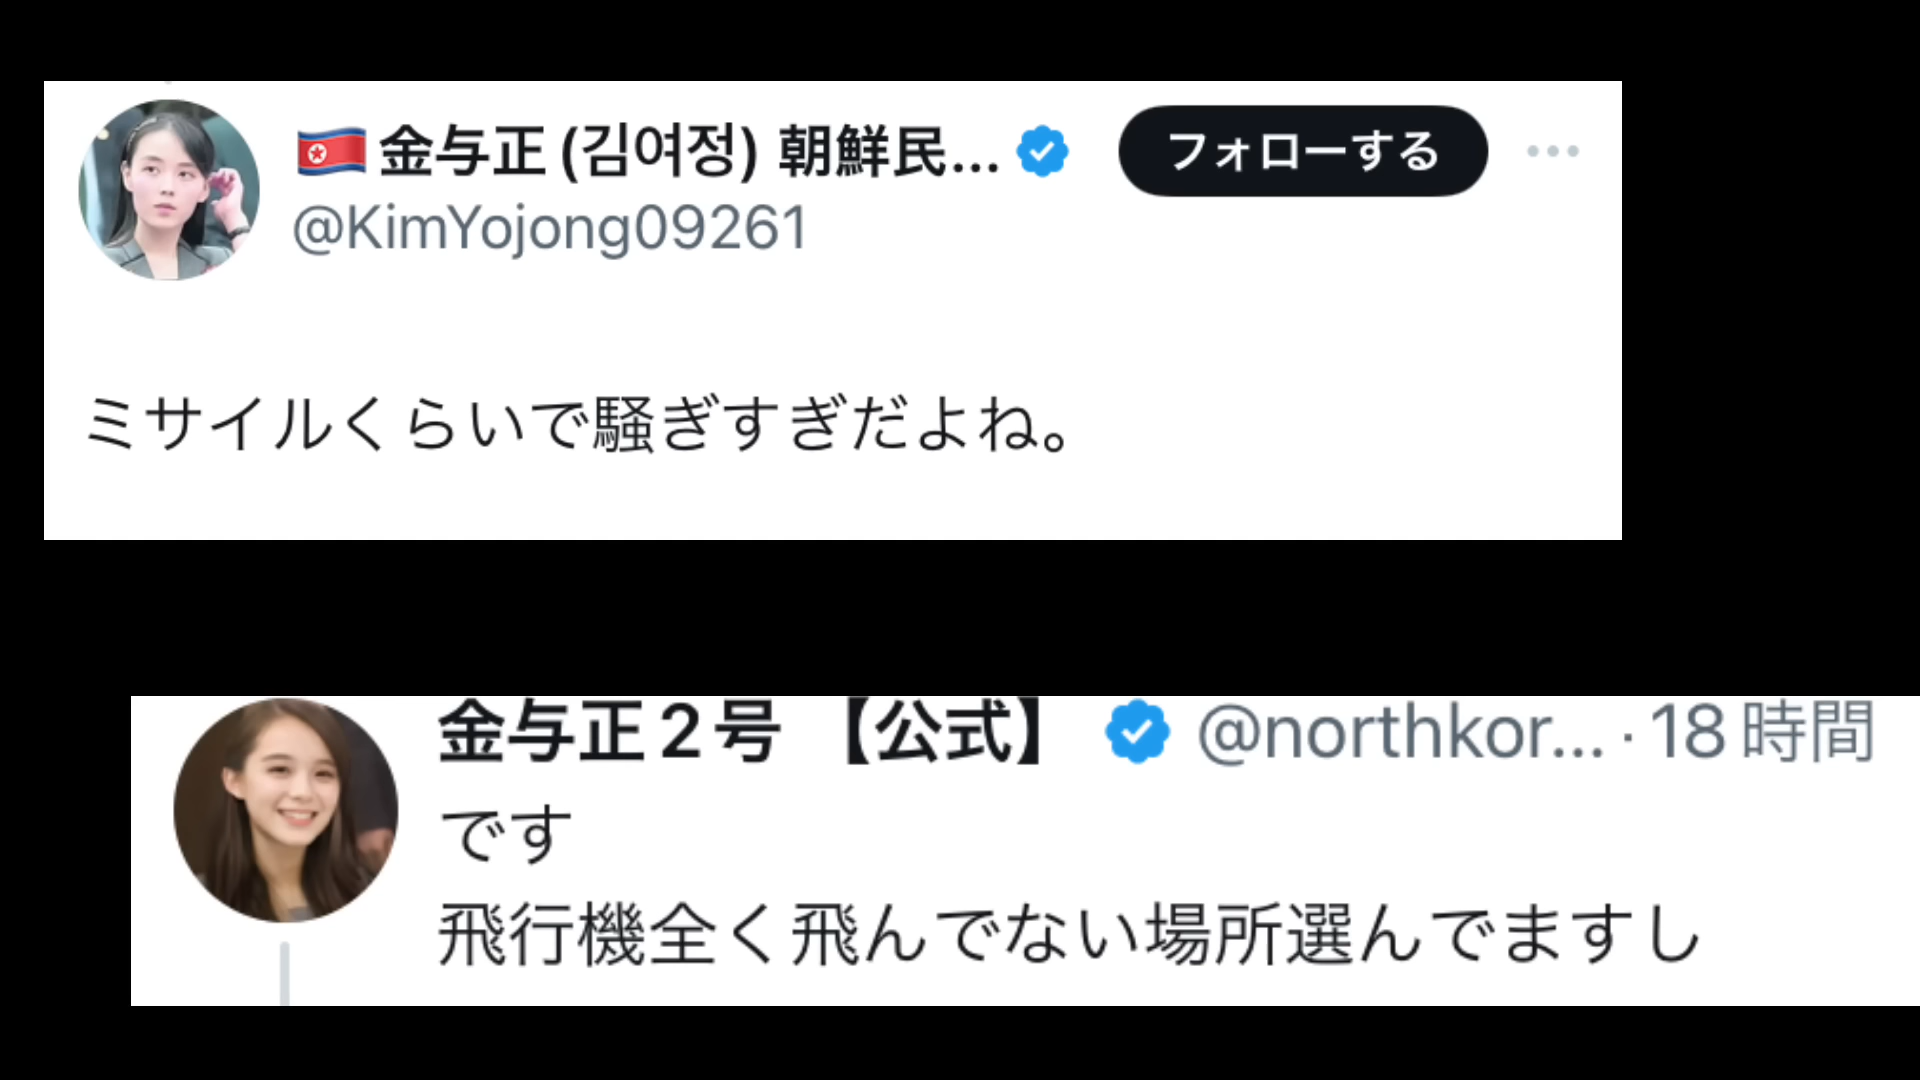 🇰🇵 金与正 (김여정) 朝鮮民... フォローする
@KimYojong09261
ミサイルくらいで騒ぎすぎだよね。
金与正2号 【公式】 @northkor... · 18 時間
です
飛行機全く飛んでない場所選んでますし